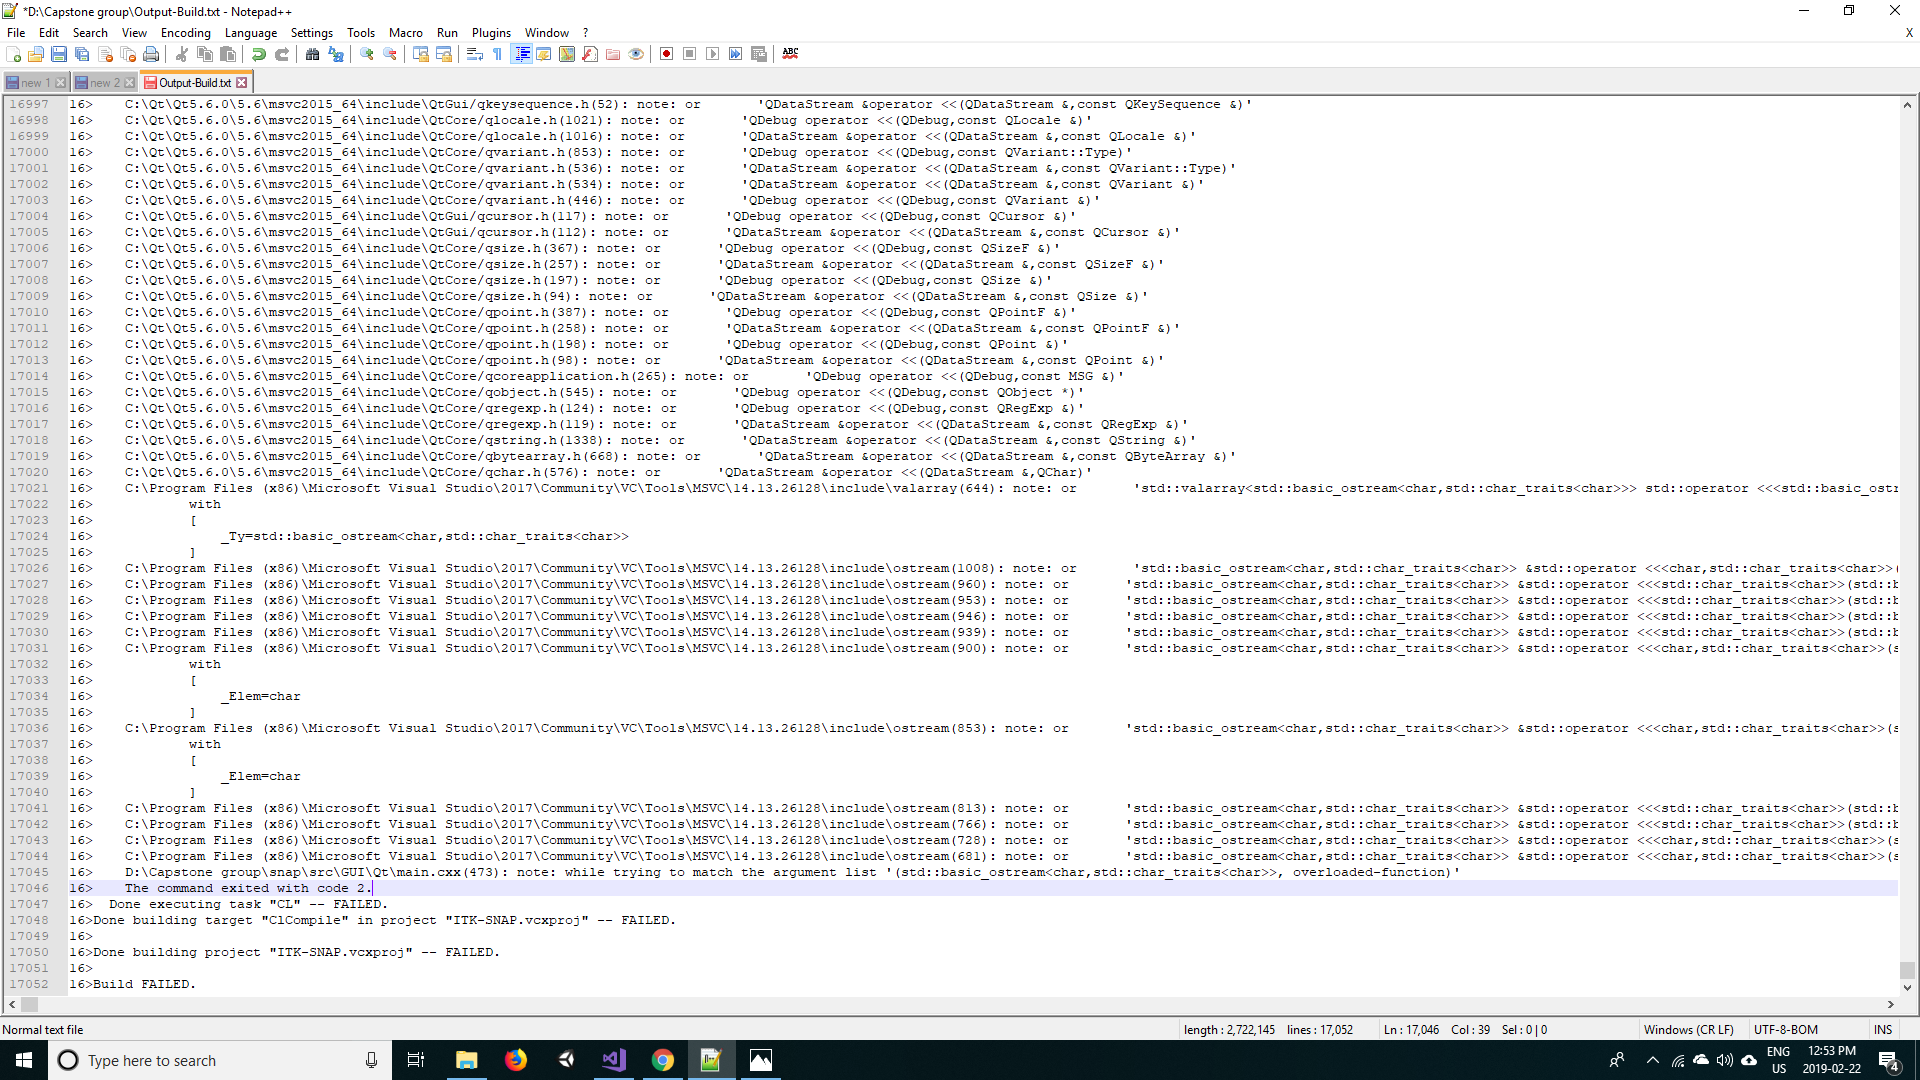 *D:\Capstone group\Output-Build.txt - Notepad++
File Edit Search View Encoding Language Settings Tools Macro Run Plugins Window ? X
new 1 new 2 Output-Build.txt
16997 16> C:\Qt\Qt5.6.0\5.6\msvc2015_64\include\QtGui/qkeysequence.h(52): note: or 'QDataStream &operator <<(QDataStream &,const QKeySequence &)'
16998 16> C:\Qt\Qt5.6.0\5.6\msvc2015_64\include\QtCore/qlocale.h(1021): note: or 'QDebug operator <<(QDebug,const QLocale &)'
16999 16> C:\Qt\Qt5.6.0\5.6\msvc2015_64\include\QtCore/qlocale.h(1016): note: or 'QDataStream &operator <<(QDataStream &,const QLocale &)'
17000 16> C:\Qt\Qt5.6.0\5.6\msvc2015_64\include\QtCore/qvariant.h(853): note: or 'QDebug operator <<(QDebug,const QVariant::Type)'
17001 16> C:\Qt\Qt5.6.0\5.6\msvc2015_64\include\QtCore/qvariant.h(536): note: or 'QDataStream &operator <<(QDataStream &,const QVariant::Type)'
17002 16> C:\Qt\Qt5.6.0\5.6\msvc2015_64\include\QtCore/qvariant.h(534): note: or 'QDataStream &operator <<(QDataStream &,const QVariant &)'
17003 16> C:\Qt\Qt5.6.0\5.6\msvc2015_64\include\QtCore/qvariant.h(446): note: or 'QDebug operator <<(QDebug,const QVariant &)'
17004 16> C:\Qt\Qt5.6.0\5.6\msvc2015_64\include\QtGui/qcursor.h(117): note: or 'QDebug operator <<(QDebug,const QCursor &)'
17005 16> C:\Qt\Qt5.6.0\5.6\msvc2015_64\include\QtGui/qcursor.h(112): note: or 'QDataStream &operator <<(QDataStream &,const QCursor &)'
17006 16> C:\Qt\Qt5.6.0\5.6\msvc2015_64\include\QtCore/qsize.h(367): note: or 'QDebug operator <<(QDebug,const QSizeF &)'
17007 16> C:\Qt\Qt5.6.0\5.6\msvc2015_64\include\QtCore/qsize.h(257): note: or 'QDataStream &operator <<(QDataStream &,const QSizeF &)'
17008 16> C:\Qt\Qt5.6.0\5.6\msvc2015_64\include\QtCore/qsize.h(197): note: or 'QDebug operator <<(QDebug,const QSize &)'
17009 16> C:\Qt\Qt5.6.0\5.6\msvc2015_64\include\QtCore/qsize.h(94): note: or 'QDataStream &operator <<(QDataStream &,const QSize &)'
17010 16> C:\Qt\Qt5.6.0\5.6\msvc2015_64\include\QtCore/qpoint.h(387): note: or 'QDebug operator <<(QDebug,const QPointF &)'
17011 16> C:\Qt\Qt5.6.0\5.6\msvc2015_64\include\QtCore/qpoint.h(258): note: or 'QDataStream &operator <<(QDataStream &,const QPointF &)'
17012 16> C:\Qt\Qt5.6.0\5.6\msvc2015_64\include\QtCore/qpoint.h(198): note: or 'QDebug operator <<(QDebug,const QPoint &)'
17013 16> C:\Qt\Qt5.6.0\5.6\msvc2015_64\include\QtCore/qpoint.h(98): note: or 'QDataStream &operator <<(QDataStream &,const QPoint &)'
17014 16> C:\Qt\Qt5.6.0\5.6\msvc2015_64\include\QtCore/qcoreapplication.h(265): note: or 'QDebug operator <<(QDebug,const MSG &)'
17015 16> C:\Qt\Qt5.6.0\5.6\msvc2015_64\include\QtCore/qobject.h(545): note: or 'QDebug operator <<(QDebug,const QObject *)'
17016 16> C:\Qt\Qt5.6.0\5.6\msvc2015_64\include\QtCore/qregexp.h(124): note: or 'QDebug operator <<(QDebug,const QRegExp &)'
17017 16> C:\Qt\Qt5.6.0\5.6\msvc2015_64\include\QtCore/qregexp.h(119): note: or 'QDataStream &operator <<(QDataStream &,const QRegExp &)'
17018 16> C:\Qt\Qt5.6.0\5.6\msvc2015_64\include\QtCore/qstring.h(1338): note: or 'QDataStream &operator <<(QDataStream &,const QString &)'
17019 16> C:\Qt\Qt5.6.0\5.6\msvc2015_64\include\QtCore/qbytearray.h(668): note: or 'QDataStream &operator <<(QDataStream &,const QByteArray &)'
17020 16> C:\Qt\Qt5.6.0\5.6\msvc2015_64\include\QtCore/qchar.h(576): note: or 'QDataStream &operator <<(QDataStream &,QChar)'
17021 16> C:\Program Files (x86)\Microsoft Visual Studio\2017\Community\VC\Tools\MSVC\14.13.26128\include\valarray(644): note: or 'std::valarray<std::basic_ostream<char,std::char_traits<char>>> std::operator <<<std::basic_ostr
17022 16> with
17023 16> [
17024 16> _Ty=std::basic_ostream<char,std::char_traits<char>>
17025 16> ]
17026 16> C:\Program Files (x86)\Microsoft Visual Studio\2017\Community\VC\Tools\MSVC\14.13.26128\include\ostream(1008): note: or 'std::basic_ostream<char,std::char_traits<char>> &std::operator <<<char,std::char_traits<char>>(
17027 16> C:\Program Files (x86)\Microsoft Visual Studio\2017\Community\VC\Tools\MSVC\14.13.26128\include\ostream(960): note: or 'std::basic_ostream<char,std::char_traits<char>> &std::operator <<<std::char_traits<char>>(std::b
17028 16> C:\Program Files (x86)\Microsoft Visual Studio\2017\Community\VC\Tools\MSVC\14.13.26128\include\ostream(953): note: or 'std::basic_ostream<char,std::char_traits<char>> &std::operator <<<std::char_traits<char>>(std::b
17029 16> C:\Program Files (x86)\Microsoft Visual Studio\2017\Community\VC\Tools\MSVC\14.13.26128\include\ostream(946): note: or 'std::basic_ostream<char,std::char_traits<char>> &std::operator <<<std::char_traits<char>>(std::b
17030 16> C:\Program Files (x86)\Microsoft Visual Studio\2017\Community\VC\Tools\MSVC\14.13.26128\include\ostream(939): note: or 'std::basic_ostream<char,std::char_traits<char>> &std::operator <<<std::char_traits<char>>(std::b
17031 16> C:\Program Files (x86)\Microsoft Visual Studio\2017\Community\VC\Tools\MSVC\14.13.26128\include\ostream(900): note: or 'std::basic_ostream<char,std::char_traits<char>> &std::operator <<<char,std::char_traits<char>>(s
17032 16> with
17033 16> [
17034 16> _Elem=char
17035 16> ]
17036 16> C:\Program Files (x86)\Microsoft Visual Studio\2017\Community\VC\Tools\MSVC\14.13.26128\include\ostream(853): note: or 'std::basic_ostream<char,std::char_traits<char>> &std::operator <<<char,std::char_traits<char>>(s
17037 16> with
17038 16> [
17039 16> _Elem=char
17040 16> ]
17041 16> C:\Program Files (x86)\Microsoft Visual Studio\2017\Community\VC\Tools\MSVC\14.13.26128\include\ostream(813): note: or 'std::basic_ostream<char,std::char_traits<char>> &std::operator <<<std::char_traits<char>>(std::b
17042 16> C:\Program Files (x86)\Microsoft Visual Studio\2017\Community\VC\Tools\MSVC\14.13.26128\include\ostream(766): note: or 'std::basic_ostream<char,std::char_traits<char>> &std::operator <<<std::char_traits<char>>(std::b
17043 16> C:\Program Files (x86)\Microsoft Visual Studio\2017\Community\VC\Tools\MSVC\14.13.26128\include\ostream(728): note: or 'std::basic_ostream<char,std::char_traits<char>> &std::operator <<<std::char_traits<char>>(std::b
17044 16> C:\Program Files (x86)\Microsoft Visual Studio\2017\Community\VC\Tools\MSVC\14.13.26128\include\ostream(681): note: or 'std::basic_ostream<char,std::char_traits<char>> &std::operator <<<std::char_traits<char>>(std::b
17045 16> D:\Capstone group\snap\src\GUI\Qt\main.cxx(473): note: while trying to match the argument list '(std::basic_ostream<char,std::char_traits<char>>, overloaded-function)'
17046 16> The command exited with code 2.
17047 16> Done executing task "CL" -- FAILED.
17048 16>Done building target "ClCompile" in project "ITK-SNAP.vcxproj" -- FAILED.
17049 16>
17050 16>Done building project "ITK-SNAP.vcxproj" -- FAILED.
17051 16>
17052 16>Build FAILED.
Normal text file length : 2,722,145 lines : 17,052 Ln : 17,046 Col : 39 Sel : 0 | 0 Windows (CR LF) UTF-8-BOM INS
Type here to search ENG US 12:53 PM 2019-02-22 4